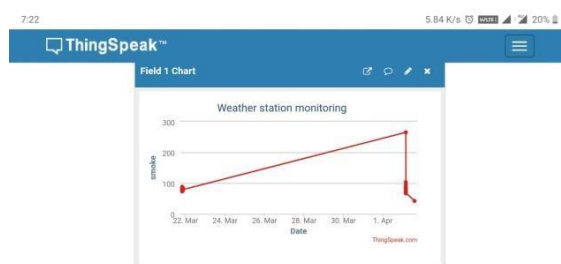 7:22 5.84 K/s 20%
ThingSpeak™
Field 1 Chart
Weather station monitoring
300
200
100
0
smoke
22. Mar 24. Mar 26. Mar 28. Mar 30. Mar 1. Apr
Date
ThingSpeak.com